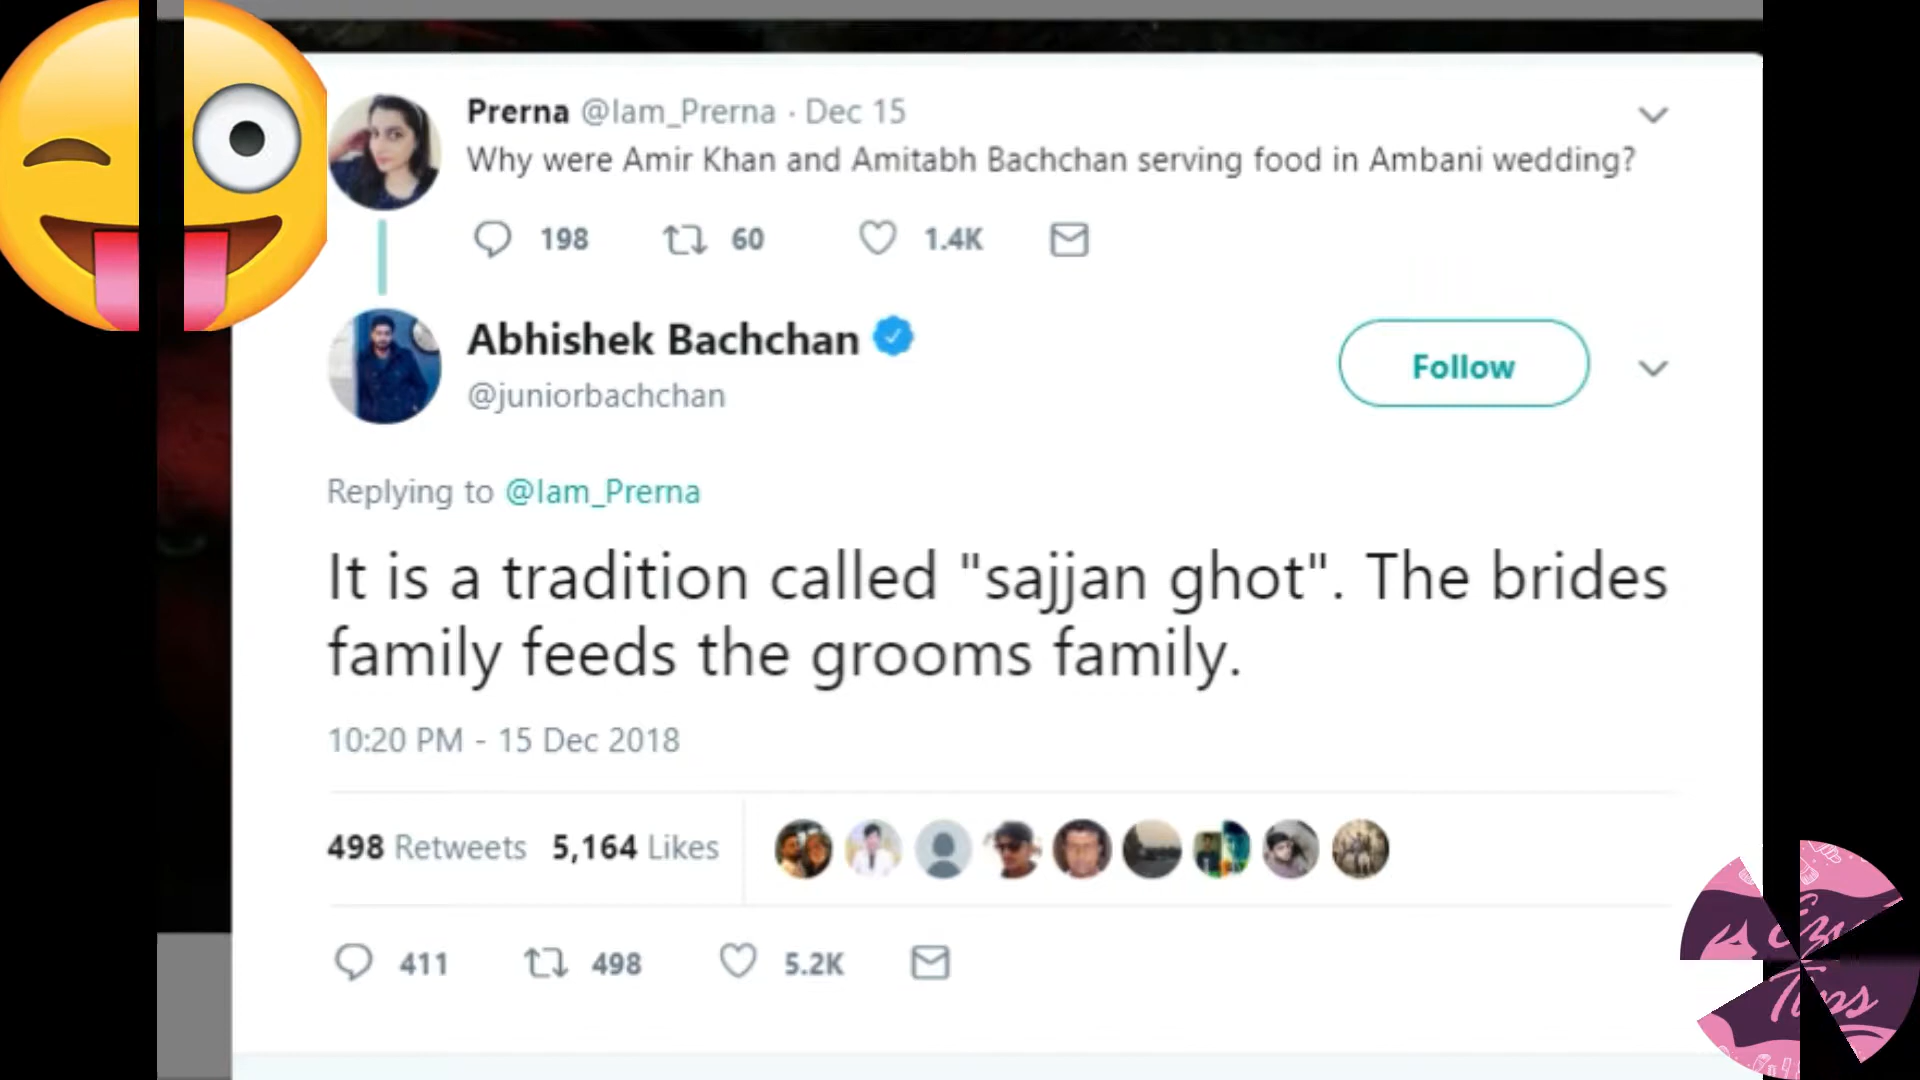 Prerna @Iam_Prerna · Dec 15
Why were Amir Khan and Amitabh Bachchan serving food in Ambani wedding?
198 60 1.4K
Abhishek Bachchan
@juniorbachchan
Follow
Replying to @Iam_Prerna
It is a tradition called "sajjan ghot". The brides
family feeds the grooms family.
10:20 PM - 15 Dec 2018
498 Retweets 5,164 Likes
411 498 5.2K
Tips